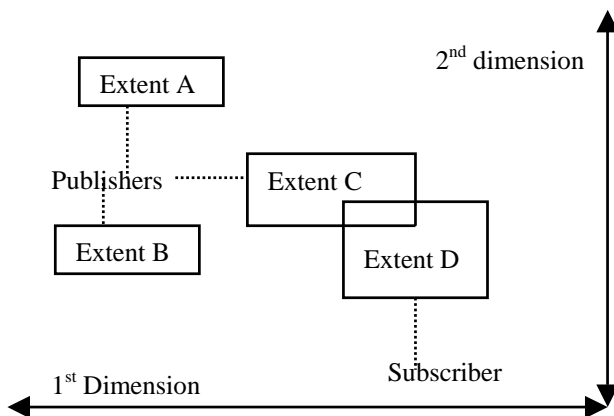 2nd dimension
Extent A
Publishers
Extent C
Extent B
Extent D
Subscriber
1st Dimension